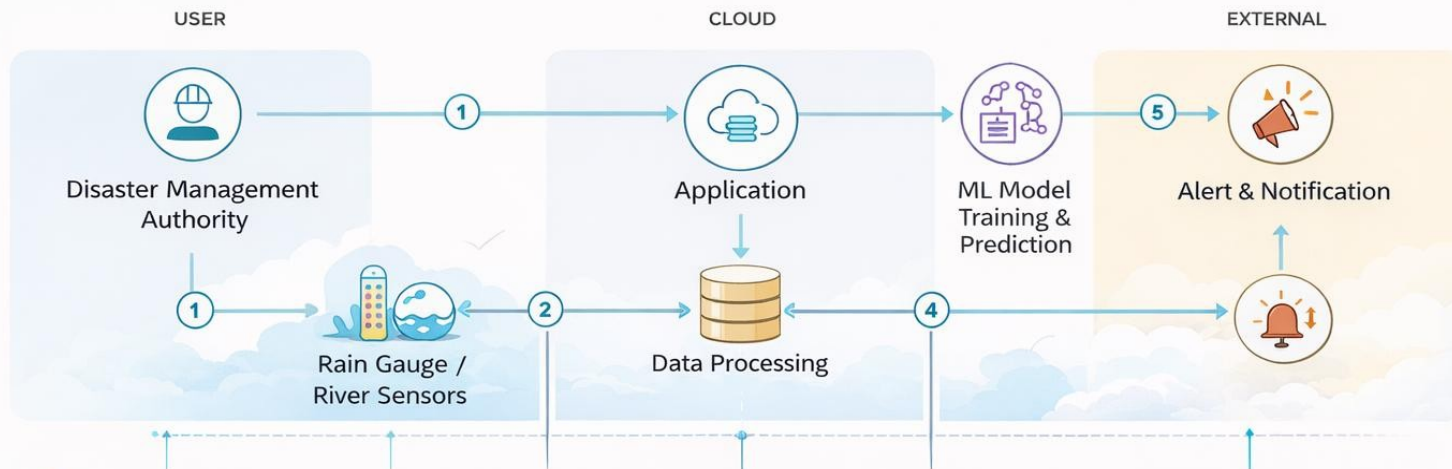 USER
CLOUD
EXTERNAL
1
5
Disaster Management
Authority
Application
ML Model
Training &
Prediction
Alert & Notification
1
2
4
Rain Gauge /
River Sensors
Data Processing